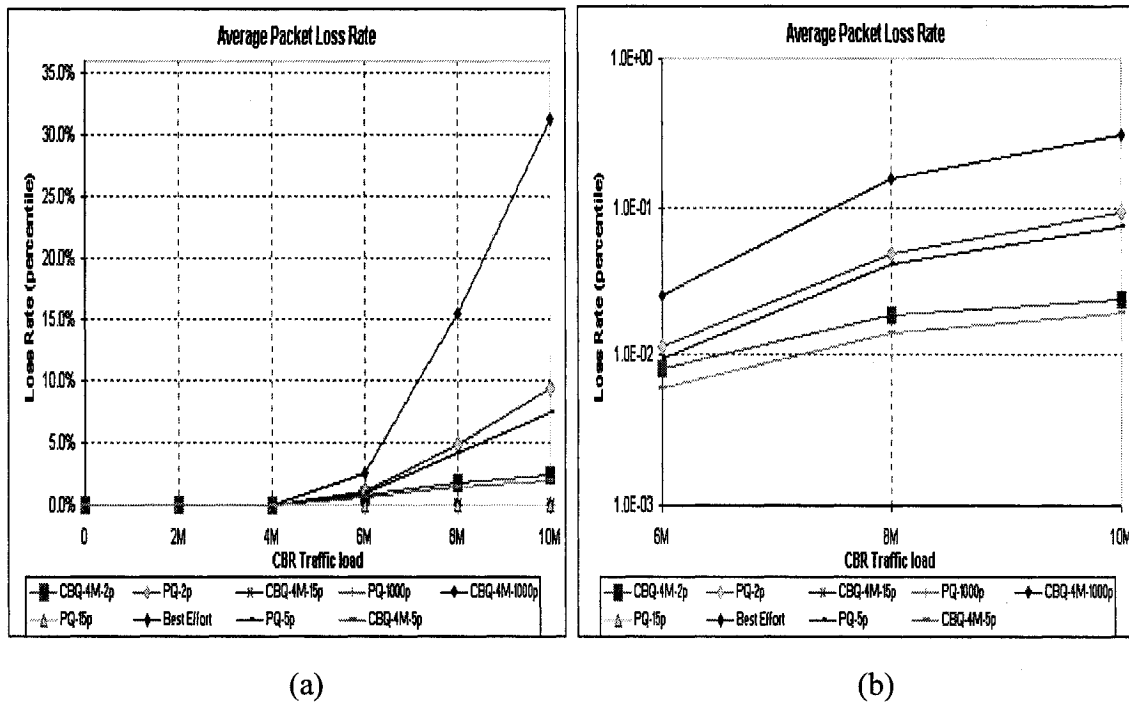 Average Packet Loss Rate
35.0%
30.0%
25.0%
20.0%
15.0%
10.0%
5.0%
0.0%
Loss Rate (percentile)
0 2M 4M 6M 8M 10M
CBR Traffic load
CBQ-4M-2p PQ-2p CBQ-4M-15p PQ-1000p CBQ-4M-1000p
PQ-15p Best Effort PQ-5p CBQ-4M-5p
(a)
Average Packet Loss Rate
1.0E+00
1.0E-01
1.0E-02
1.0E-03
Loss Rate (percentile)
6M 8M 10M
CBR Traffic load
CBQ-4M-2p PQ-2p CBQ-4M-15p PQ-1000p CBQ-4M-1000p
PQ-15p Best Effort PQ-5p CBQ-4M-5p
(b)